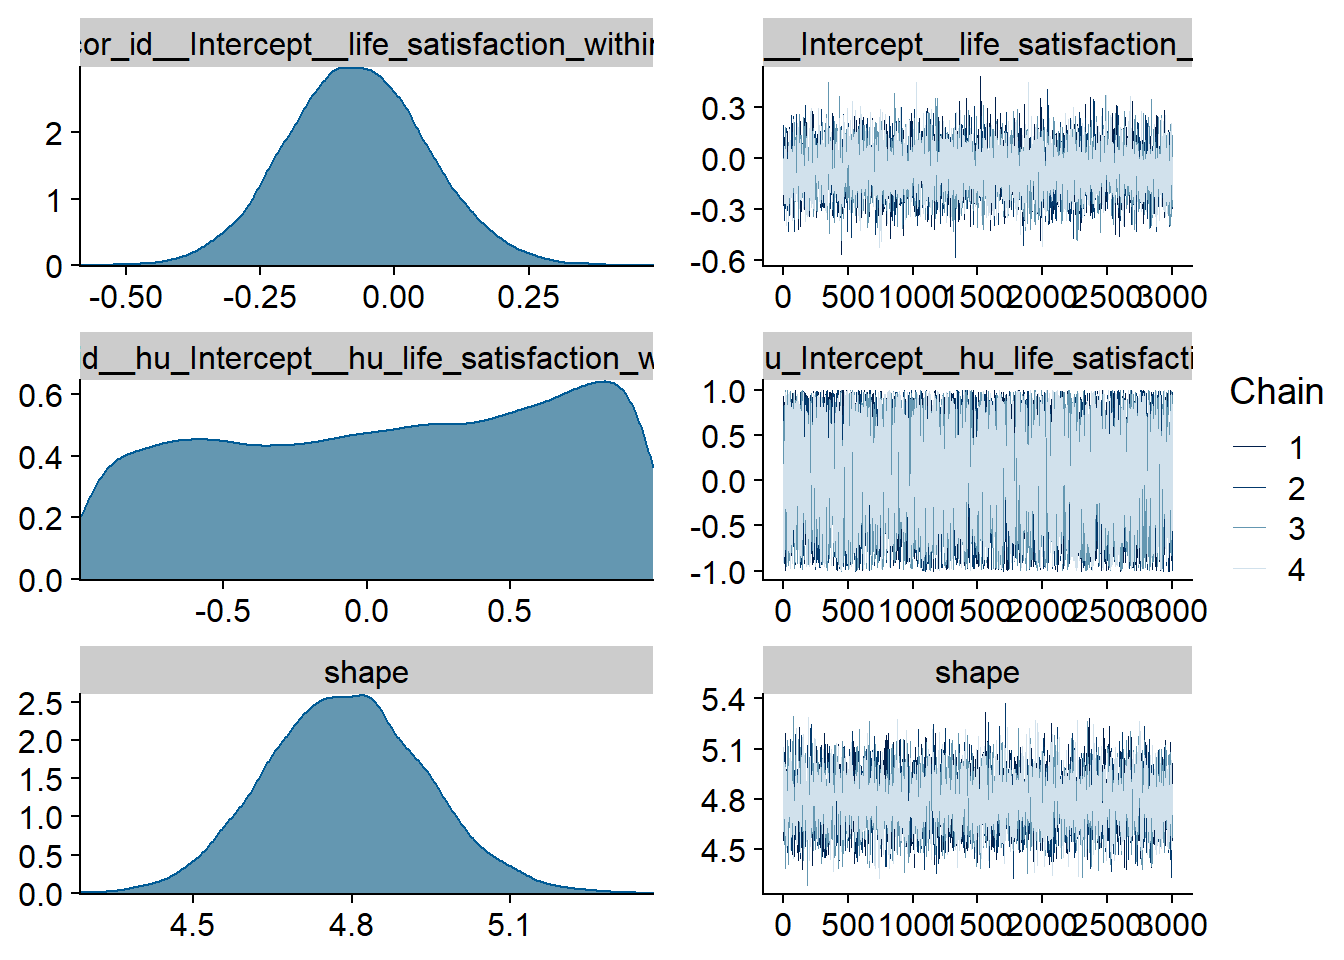 cor_id__Intercept__life_satisfaction_within
__Intercept__life_satisfaction_
2
1
0
-0.50 -0.25 0.00 0.25
0.3
0.0
-0.3
-0.6
0 500 1000 1500 2000 2500 3000
d__hu_Intercept__hu_life_satisfaction_w
u_Intercept__hu_life_satisfacti
0.6
0.4
0.2
0.0
-0.5 0.0 0.5
1.0
0.5
0.0
-0.5
-1.0
0 500 1000 1500 2000 2500 3000
Chain
1
2
3
4
shape
shape
2.5
2.0
1.5
1.0
0.5
0.0
4.5 4.8 5.1
5.4
5.1
4.8
4.5
0 500 1000 1500 2000 2500 3000